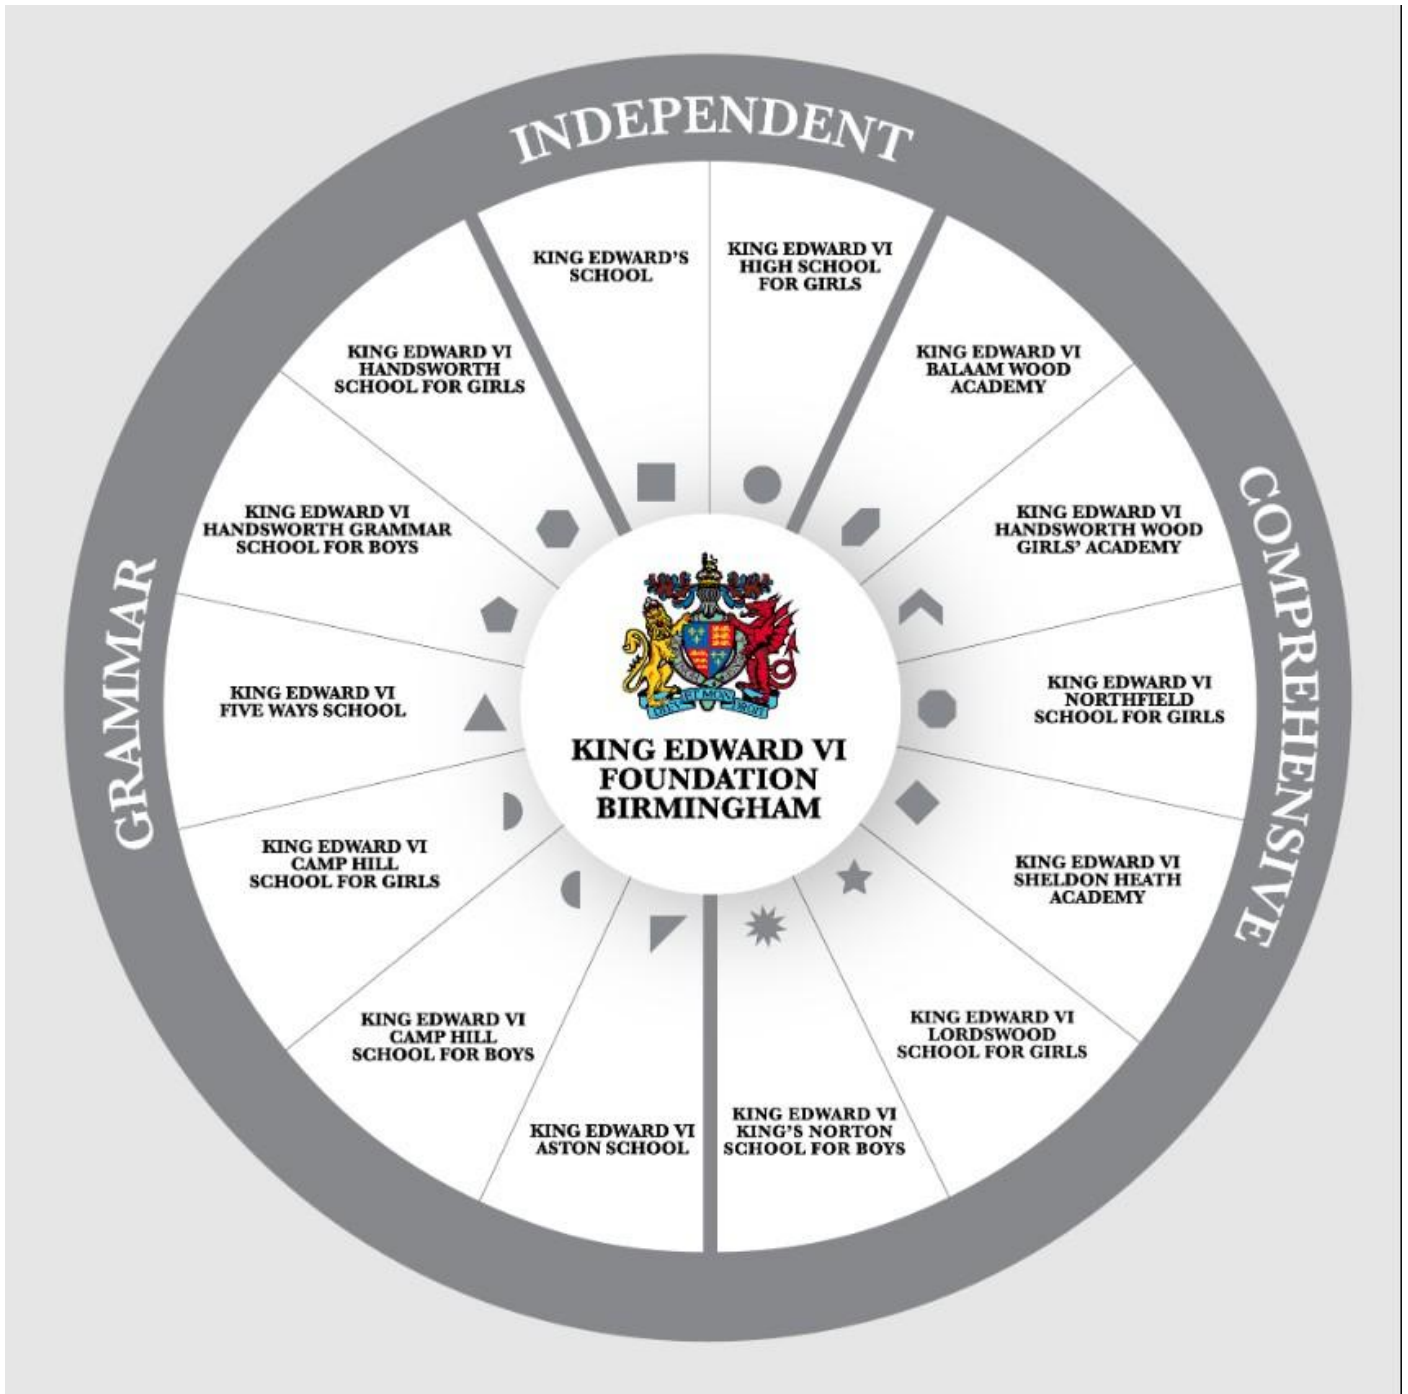 INDEPENDENT
KING EDWARD'S
SCHOOL
KING EDWARD VI
HIGH SCHOOL
FOR GIRLS
KING EDWARD VI
BALAAM WOOD
ACADEMY
KING EDWARD VI
HANDSWORTH WOOD
GIRLS' ACADEMY
COMPREHENSIVE
KING EDWARD VI
NORTHFIELD
SCHOOL FOR GIRLS
KING EDWARD VI
SHELDON HEATH
ACADEMY
KING EDWARD VI
LORDSWOOD
SCHOOL FOR GIRLS
KING EDWARD VI
KING'S NORTON
SCHOOL FOR BOYS
KING EDWARD VI
ASTON SCHOOL
KING EDWARD VI
CAMP HILL
SCHOOL FOR BOYS
KING EDWARD VI
CAMP HILL
SCHOOL FOR GIRLS
GRAMMAR
KING EDWARD VI
FIVE WAYS SCHOOL
KING EDWARD VI
HANDSWORTH GRAMMAR
SCHOOL FOR BOYS
KING EDWARD VI
HANDSWORTH
SCHOOL FOR GIRLS
DIEU ET MON DROIT
KING EDWARD VI
FOUNDATION
BIRMINGHAM